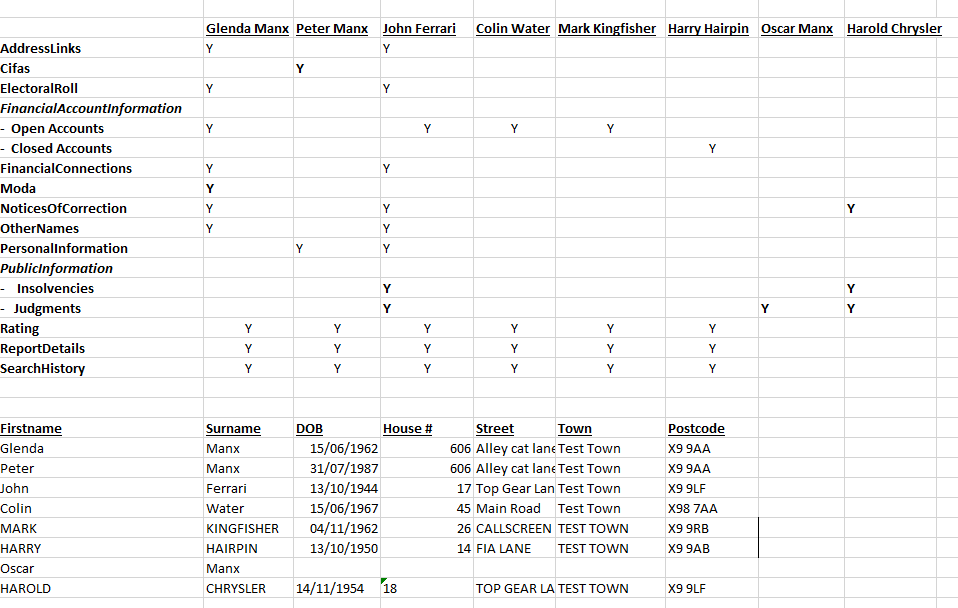 Glenda Manx Peter Manx John Ferrari Colin Water Mark Kingfisher Harry Hairpin Oscar Manx Harold Chrysler
AddressLinks Y Y
Cifas Y
ElectoralRoll Y Y
FinancialAccountInformation
- Open Accounts Y Y Y Y
- Closed Accounts Y
FinancialConnections Y Y
Moda Y
NoticesOfCorrection Y Y Y
OtherNames Y Y
PersonalInformation Y Y
PublicInformation
- Insolvencies Y Y
- Judgments Y Y Y
Rating Y Y Y Y Y Y
ReportDetails Y Y Y Y Y Y
SearchHistory Y Y Y Y Y Y
Firstname Surname DOB House # Street Town Postcode
Glenda Manx 15/06/1962 606 Alley cat lane Test Town X9 9AA
Peter Manx 31/07/1987 606 Alley cat lane Test Town X9 9AA
John Ferrari 13/10/1944 17 Top Gear Lan Test Town X9 9LF
Colin Water 15/06/1967 45 Main Road Test Town X98 7AA
MARK KINGFISHER 04/11/1962 26 CALLSCREEN TEST TOWN X9 9RB
HARRY HAIRPIN 13/10/1950 14 FIA LANE TEST TOWN X9 9AB
Oscar Manx
HAROLD CHRYSLER 14/11/1954 18 TOP GEAR LA TEST TOWN X9 9LF